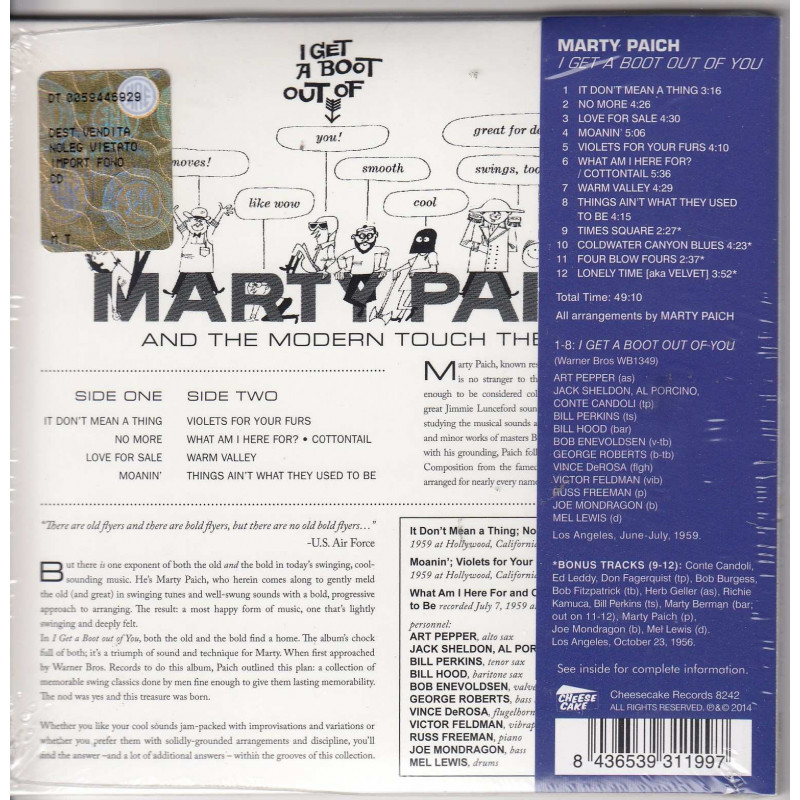 I GET
A BOOT
OUT OF
DT 0059446929
DEST.VENDITA
NOLEG VIETATO
IMPORT FONO
CD
M.T
moves!
like wow
you!
smooth
cool
great for d
swings, too
MARTY PAI
AND THE MODERN TOUCH THE
SIDE ONE
IT DON'T MEAN A THING
NO MORE
LOVE FOR SALE
MOANIN'
SIDE TWO
VIOLETS FOR YOUR FURS
WHAT AM I HERE FOR? • COTTONTAIL
WARM VALLEY
THINGS AIN'T WHAT THEY USED TO BE
Marty Paich, known res
is no stranger to th
enough to be considered col
great Jimmie Lunceford soun
studying the musical sounds a
and minor works of masters B
with his grounding, Paich foll
Composition from the famed
arranged for nearly every name
"There are old flyers and there are bold flyers, but there are no old bold flyers…"
-U.S. Air Force
But there is one exponent of both the old and the bold in today's swinging, cool-
sounding music. He's Marty Paich, who herein comes along to gently meld
the old (and great) in swinging tunes and well-swung sounds with a bold, progressive
approach to arranging. The result: a most happy form of music, one that's lightly
swinging and deeply felt.
In I Get a Boot out of You, both the old and the bold find a home. The album's chock
full of both; it's a triumph of sound and technique for Marty. When first approached
by Warner Bros. Records to do this album, Paich outlined this plan: a collection of
memorable swing classics done by men fine enough to give them lasting memorability.
The nod was yes and this treasure was born.
Whether you like your cool sounds jam-packed with improvisations and variations or
whether you prefer them with solidly-grounded arrangements and discipline, you'll
find the answer –and a lot of additional answers – within the grooves of this collection.
It Don't Mean a Thing; No
1959 at Hollywood, Californi
Moanin'; Violets for Your
1959 at Hollywood, Californi
What Am I Here For? and C
to Be recorded July 7, 1959 a
personnel:
ART PEPPER, alto sax
JACK SHELDON, AL
BILL PERKINS, tenor sax
BILL HOOD, baritone sax
BOB ENEVOLDSEN, valve
GEORGE ROBERTS, bass
VINCE DeROSA, flugelhorn
VICTOR FELDMAN, vibrap
RUSS FREEMAN, piano
JOE MONDRAGON, bass
MEL LEWIS, drums
MARTY PAICH
I GET A BOOT OUT OF YOU
1 IT DON'T MEAN A THING 3:16
2 NO MORE 4:26
3 LOVE FOR SALE 4:30
4 MOANIN' 5:06
5 VIOLETS FOR YOUR FURS 4:10
6 WHAT AM I HERE FOR?
/ COTTONTAIL 5:36
7 WARM VALLEY 4:29
8 THINGS AIN'T WHAT THEY USED
TO BE 4:15
9 TIMES SQUARE 2:27*
10 COLDWATER CANYON BLUES 4:23*
11 FOUR BLOW FOURS 2:37*
12 LONELY TIME [aka VELVET] 3:52*
Total Time: 49:10
All arrangements by MARTY PAICH
1-8: I GET A BOOT OUT OF YOU
(Warner Bros WB1349)
ART PEPPER (as)
JACK SHELDON, AL PORCINO,
CONTE CANDOLI (tp)
BILL PERKINS (ts)
BILL HOOD (bar)
BOB ENEVOLDSEN (v-tb)
GEORGE ROBERTS (b-tb)
VINCE DeROSA (flgh)
VICTOR FELDMAN (vib)
RUSS FREEMAN (p)
JOE MONDRAGON (b)
MEL LEWIS (d)
Los Angeles, June-July, 1959.
*BONUS TRACKS (9-12): Conte Candoli,
Ed Leddy, Don Fagerquist (tp), Bob Burgess,
Bob Fitzpatrick (tb), Herb Geller (as), Richie
Kamuca, Bill Perkins (ts), Marty Berman (bar;
out on 11-12), Marty Paich (p),
Joe Mondragon (b), Mel Lewis (d).
Los Angeles, October 23, 1956.
See inside for complete information.
CHEESE
CAKE
Cheesecake Records 8242
ALL RIGHTS RESERVED. ℗ & © 2014
8 436539 311997